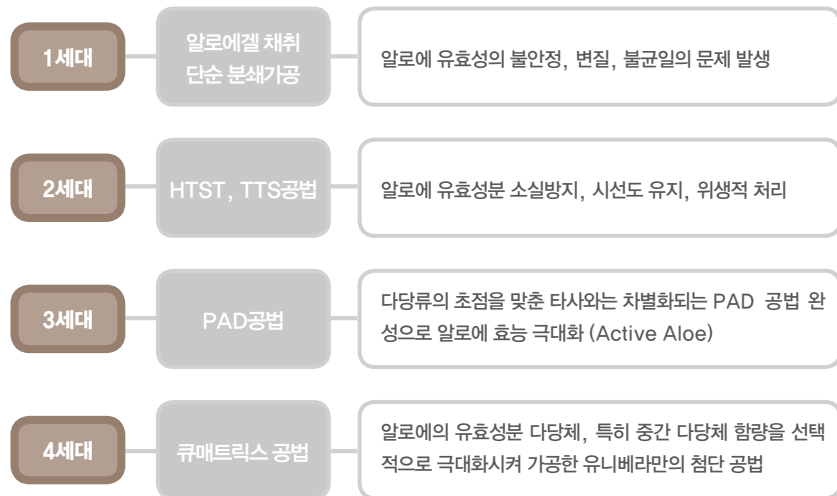 1세대
알로에겔 채취
단순 분쇄가공
알로에 유효성의 불안정, 변질, 불균일의 문제 발생
2세대
HTST, TTS공법
알로에 유효성분 소실방지, 시선도 유지, 위생적 처리
3세대
PAD공법
다당류의 초점을 맞춘 타사와는 차별화되는 PAD 공법 완
성으로 알로에 효능 극대화 (Active Aloe)
4세대
큐매트릭스 공법
알로에의 유효성분 다당체, 특히 중간 다당체 함량을 선택
적으로 극대화시켜 가공한 유니베라만의 첨단 공법